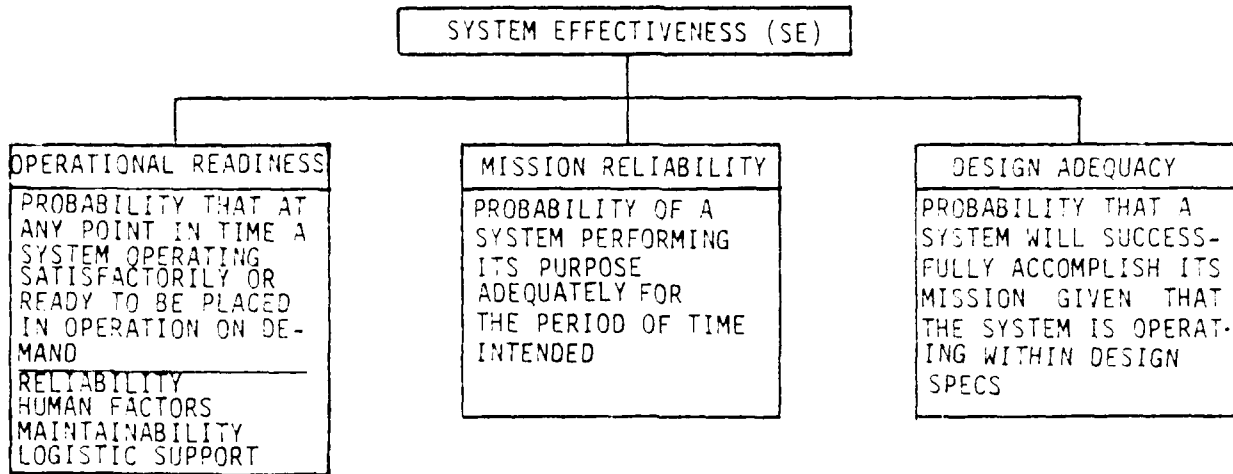 SYSTEM EFFECTIVENESS (SE)
OPERATIONAL READINESS
PROBABILITY THAT AT
ANY POINT IN TIME A
SYSTEM OPERATING
SATISFACTORILY OR
READY TO BE PLACED
IN OPERATION ON DE-
MAND
RELIABILITY
HUMAN FACTORS
MAINTAINABILITY
LOGISTIC SUPPORT
MISSION RELIABILITY
PROBABILITY OF A
SYSTEM PERFORMING
ITS PURPOSE
ADEQUATELY FOR
THE PERIOD OF TIME
INTENDED
DESIGN ADEQUACY
PROBABILITY THAT A
SYSTEM WILL SUCCESS-
FULLY ACCOMPLISH ITS
MISSION GIVEN THAT
THE SYSTEM IS OPERAT-
ING WITHIN DESIGN
SPECS